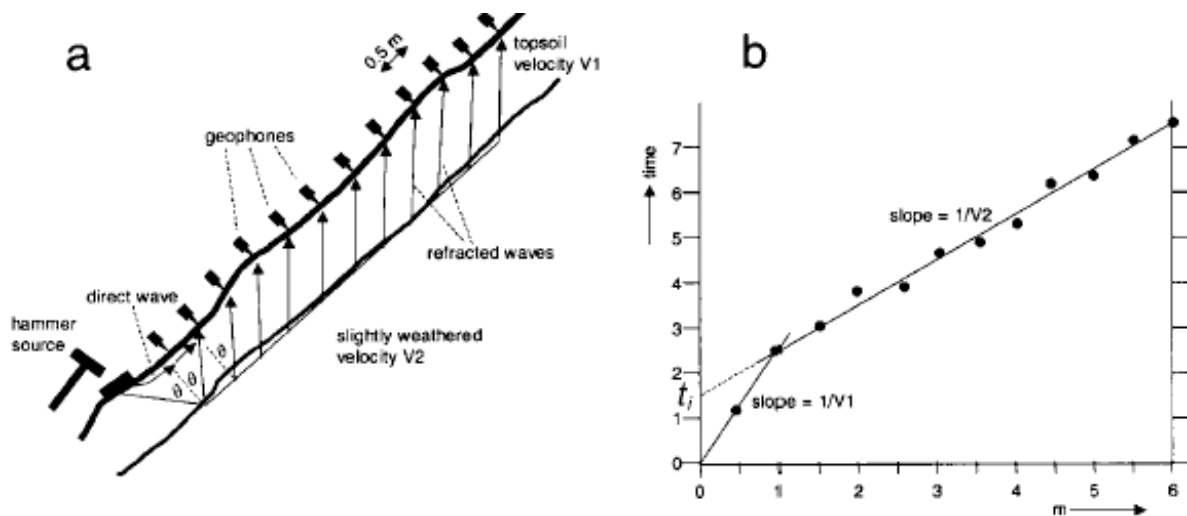 a
0.5 m
topsoil
velocity V1
geophones
refracted waves
direct wave
hammer
source
slightly weathered
velocity V2
θ
θ
θ
b
time
7
6
5
4
3
2
1
0
t_i
slope = 1/V2
slope = 1/V1
0 1 2 3 4 5 6
m